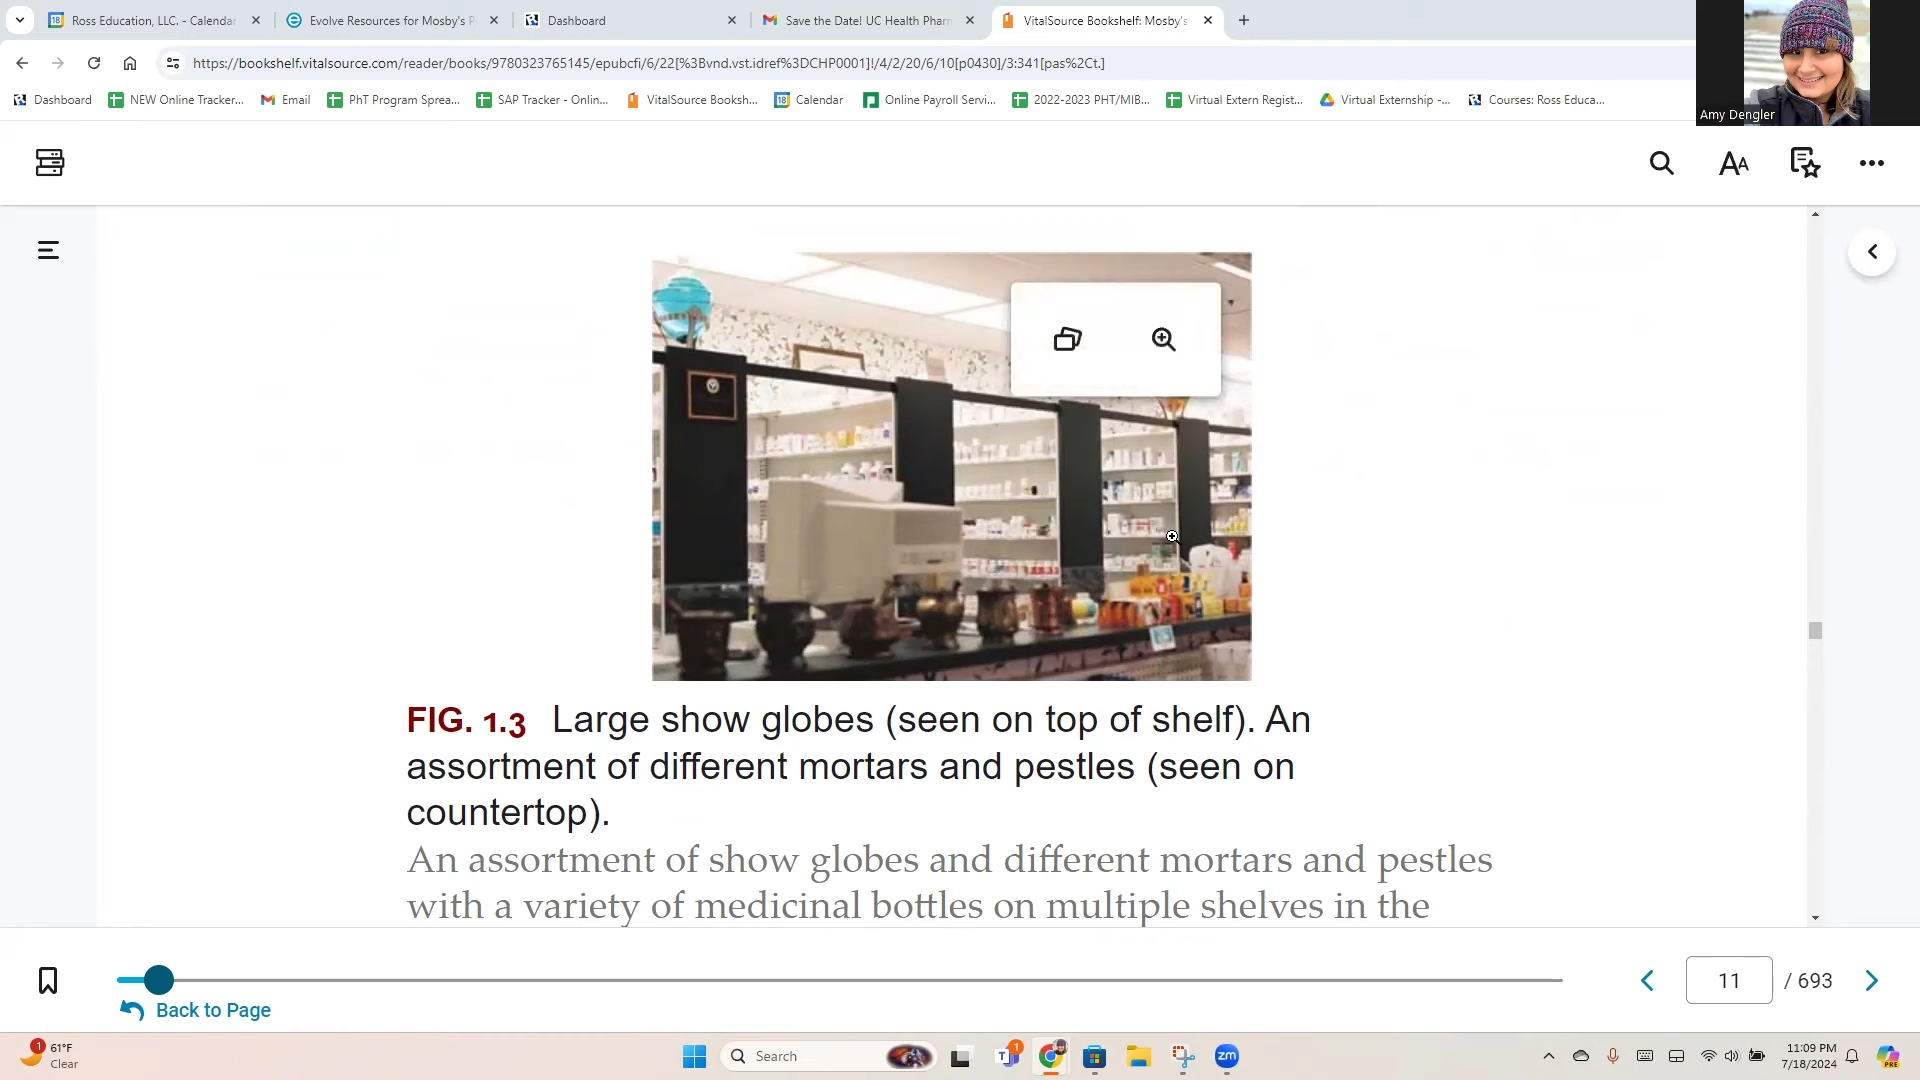 Ross Education, LLC. - Calendar
Evolve Resources for Mosby's P
Dashboard
Save the Date! UC Health Pharm
VitalSource Bookshelf: Mosby's
https://bookshelf.vitalsource.com/reader/books/9780323765145/epubcfi/6/22[%3Bvnd.vst.idref%3DCHP0001]!/4/2/20/6/10[p0430]/3:341[pas%2Ct.]
Dashboard
NEW Online Tracker...
Email
PhT Program Sprea...
SAP Tracker - Onlin...
VitalSource Booksh...
Calendar
Online Payroll Servi...
2022-2023 PHT/MIB...
Virtual Extern Regist...
Virtual Externship -...
Courses: Ross Educa...
Amy Dengler
FIG. 1.3 Large show globes (seen on top of shelf). An
assortment of different mortars and pestles (seen on
countertop).
An assortment of show globes and different mortars and pestles
with a variety of medicinal bottles on multiple shelves in the
11 / 693
Back to Page
1
61°F
Clear
Search
1
zm
PRE
11:09 PM
7/18/2024